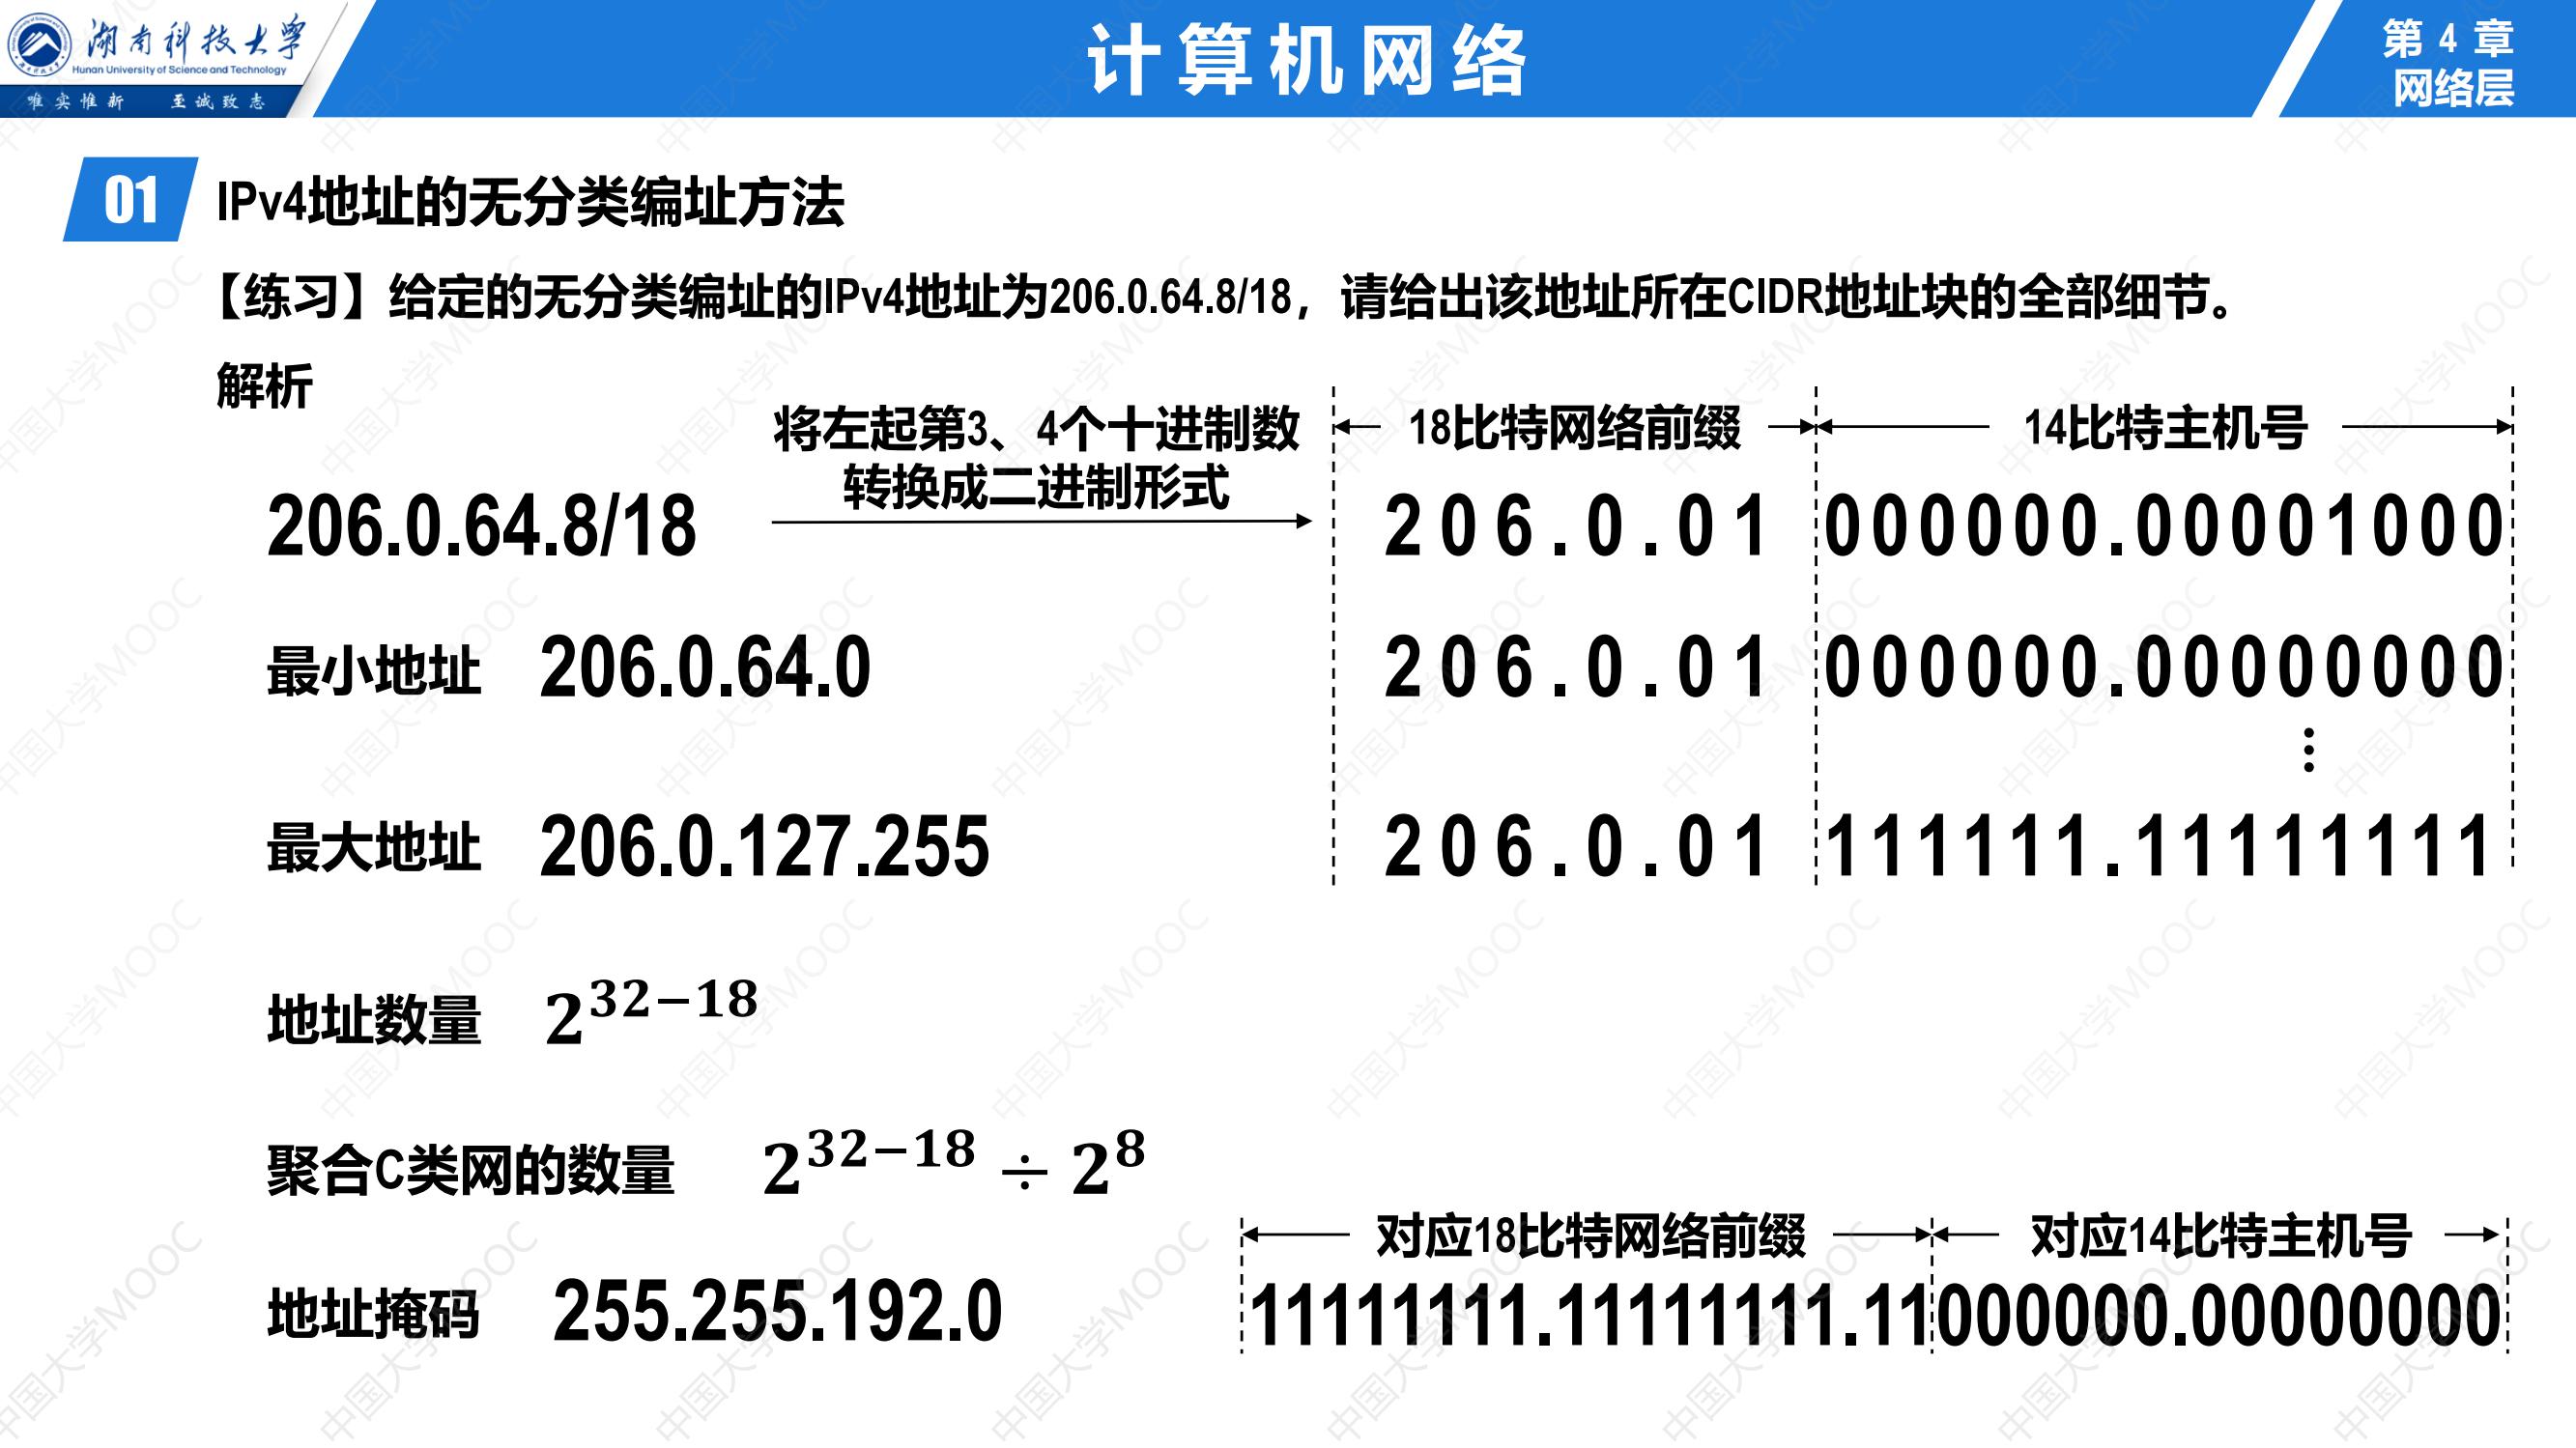 湖南科技大学
Hunan University of Science and Technology
唯实惟新 至诚致志
计算机网络
第 4 章
网络层
01 IPv4地址的无分类编址方法
【练习】给定的无分类编址的IPv4地址为206.0.64.8/18，请给出该地址所在CIDR地址块的全部细节。
解析
将左起第3、4个十进制数
转换成二进制形式
18比特网络前缀 14比特主机号
206.0.64.8/18 206.0.01 000000.00001000
最小地址 206.0.64.0 206.0.01 000000.00000000
⋮
最大地址 206.0.127.255 206.0.01 111111.11111111
地址数量 2^{32−18}
聚合C类网的数量 2^{32−18} ÷ 2^8
对应18比特网络前缀 对应14比特主机号
地址掩码 255.255.192.0 11111111.11111111.11000000.00000000
中国大学MOOC